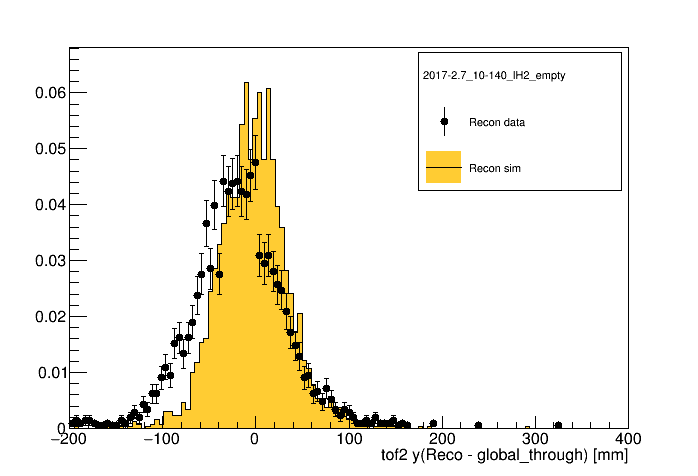 2017-2.7_10-140_lH2_empty
Recon data
Recon sim
0.06
0.05
0.04
0.03
0.02
0.01
0
−200 −100 0 100 200 300 400
tof2 y(Reco - global_through) [mm]